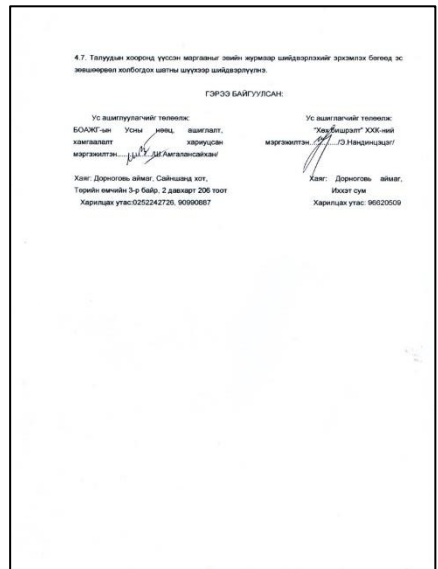 4.7. Талуудын хооронд үүссэн маргааныг эвийн журмаар шийдвэрлэхийг эрхэмлэх бөгөөд эс
зөвшөөрвөл холбогдох шатны шүүхээр шийдвэрлүүлнэ.
ГЭРЭЭ БАЙГУУЛСАН:
Ус ашиглуулагчийг төлөөлж:
БОАЖГ-ын Усны нөөц, ашиглалт,
хамгаалалт хариуцсан
мэргэжилтэн...../Ш.Амгалансайхан/
Хаяг: Дорноговь аймаг, Сайншанд хот,
Төрийн өмчийн 3-р байр, 2 давхарт 206 тоот
Харилцах утас:0252242726, 90990887
Ус ашиглагчийг төлөөлж:
"Хөх бишрэлт" ХХК-ний
мэргэжилтэн........./Э.Нандинцэцэг/
Хаяг: Дорноговь аймаг,
Иххэт сум
Харилцах утас: 96620509